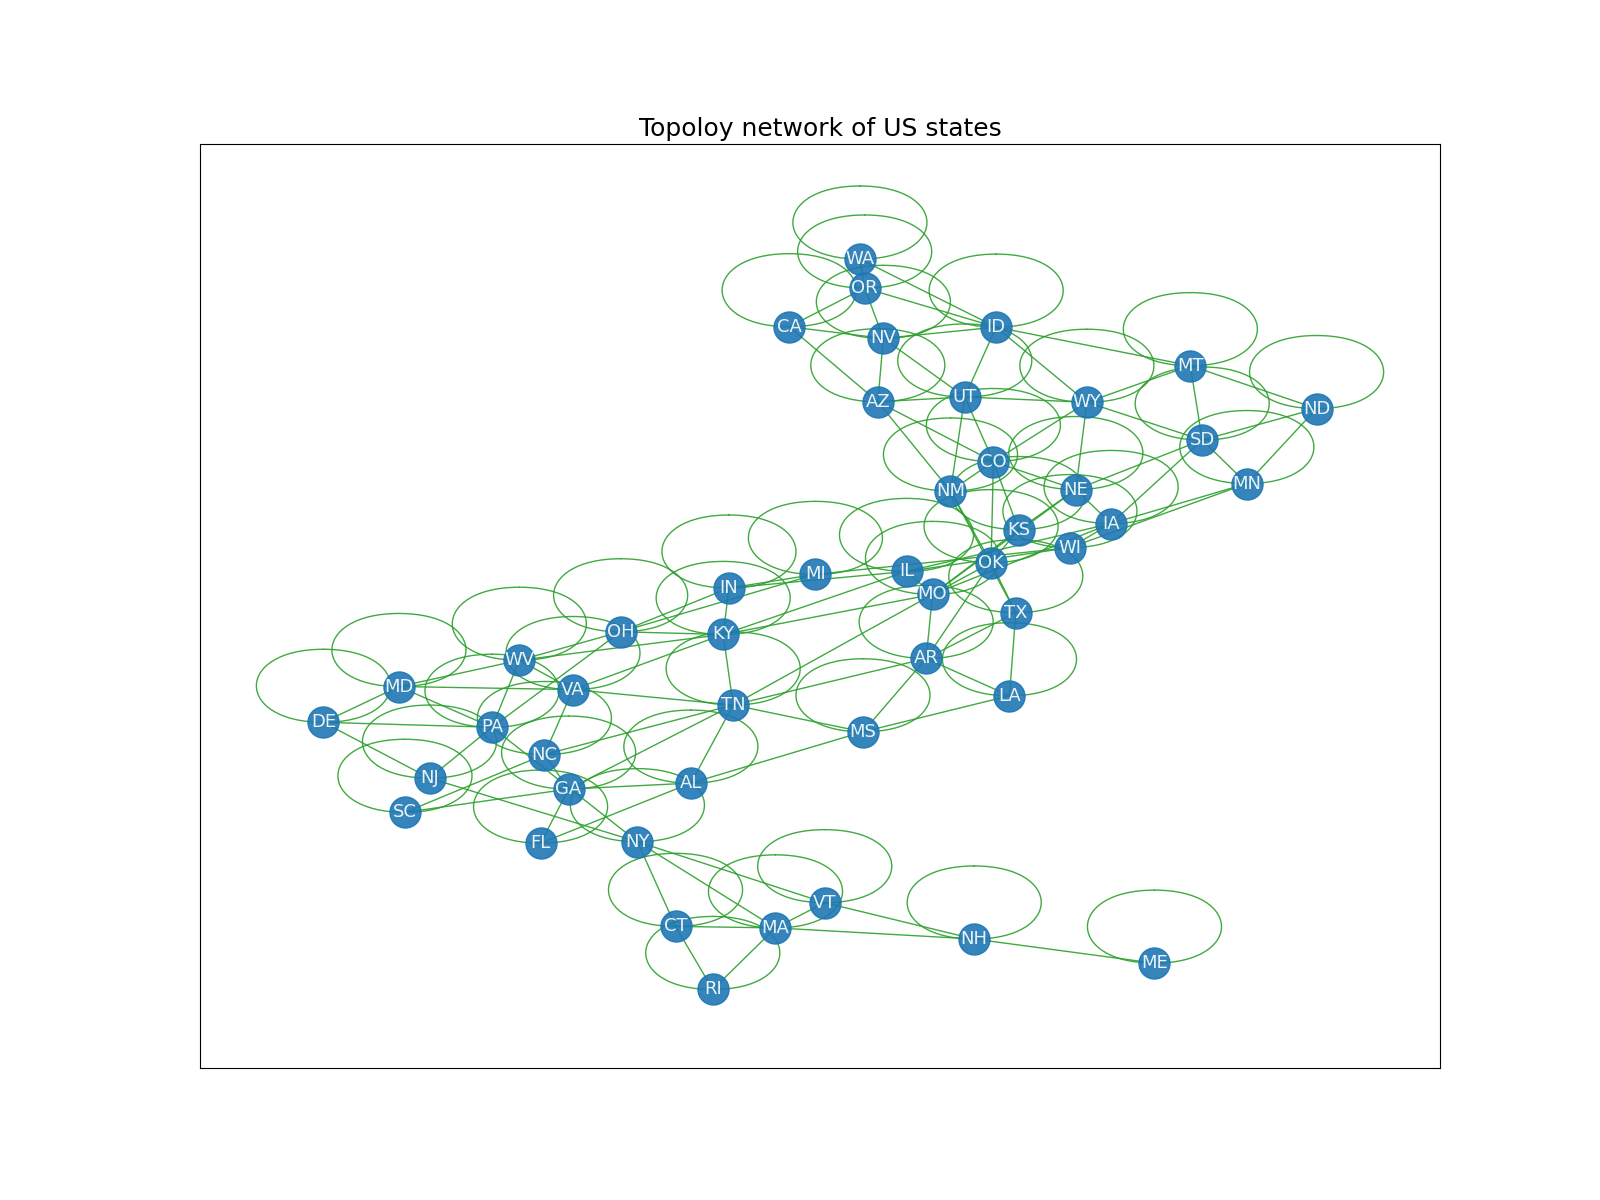 Topoloy network of US states
WA
OR
CA
NV
ID
MT
AZ
UT
WY
ND
SD
CO
NM
NE
MN
KS
IA
WI
OK
IL
MI
IN
MO
TX
OH
KY
WV
AR
MD
VA
LA
TN
DE
PA
MS
NC
NJ
AL
GA
SC
FL
NY
VT
CT
MA
NH
ME
RI